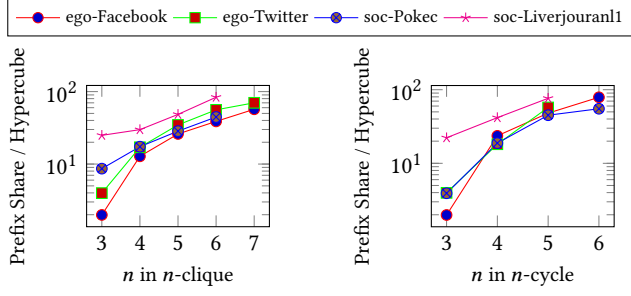 ego-Facebook ego-Twitter soc-Pokec soc-Liverjouranl1
Prefix Share / Hypercube
10^2
10^1
3 4 5 6 7
n in n-clique
Prefix Share / Hypercube
10^2
10^1
3 4 5 6
n in n-cycle